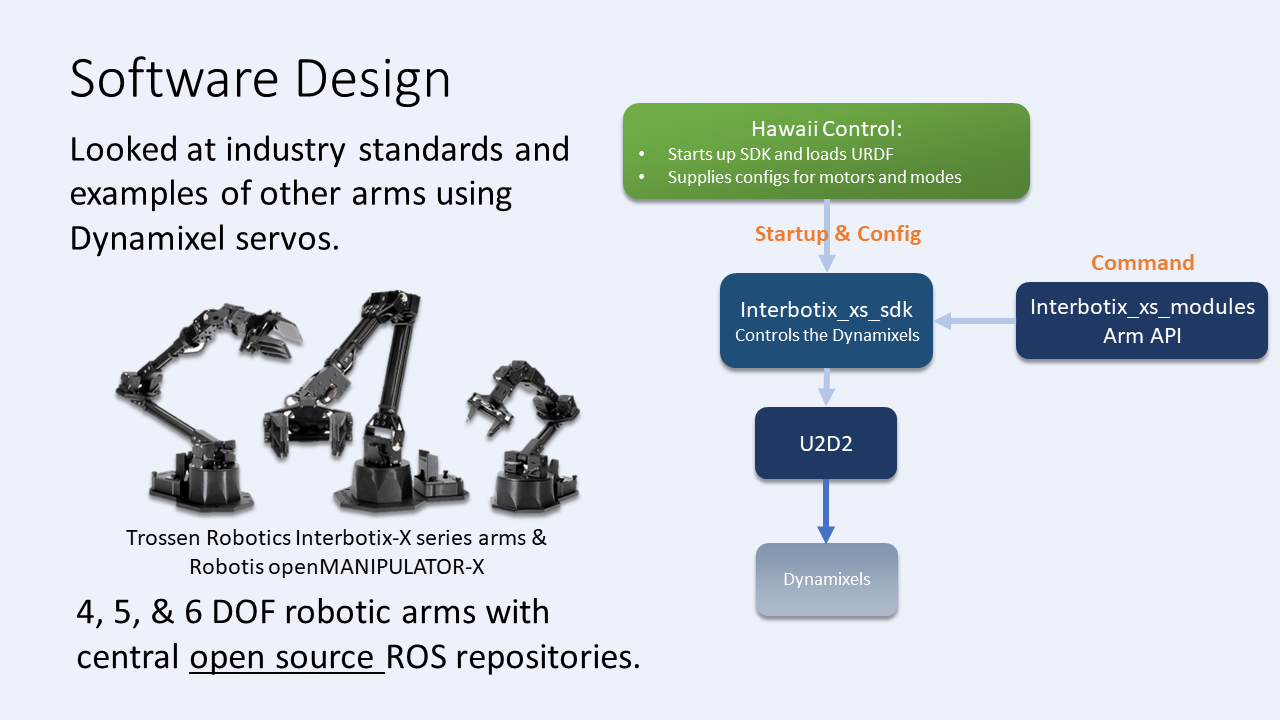 Software Design
Looked at industry standards and
examples of other arms using
Dynamixel servos.
Trossen Robotics Interbotix-X series arms &
Robotis openMANIPULATOR-X
4, 5, & 6 DOF robotic arms with
central open source ROS repositories.
Hawaii Control:
• Starts up SDK and loads URDF
• Supplies configs for motors and modes
Startup & Config
Command
Interbotix_xs_sdk
Controls the Dynamixels
Interbotix_xs_modules
Arm API
U2D2
Dynamixels